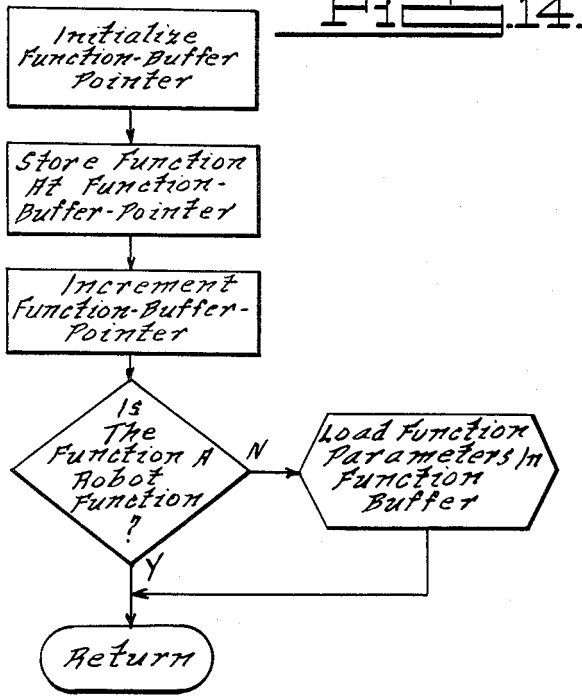 14.
Initialize
Function-Buffer
Pointer
Store Function
At Function-
Buffer-Pointer
Increment
Function-Buffer-
Pointer
Is
The
Function A
Robot
Function
?
N
Load Function
Parameters In
Function
Buffer
Y
Return